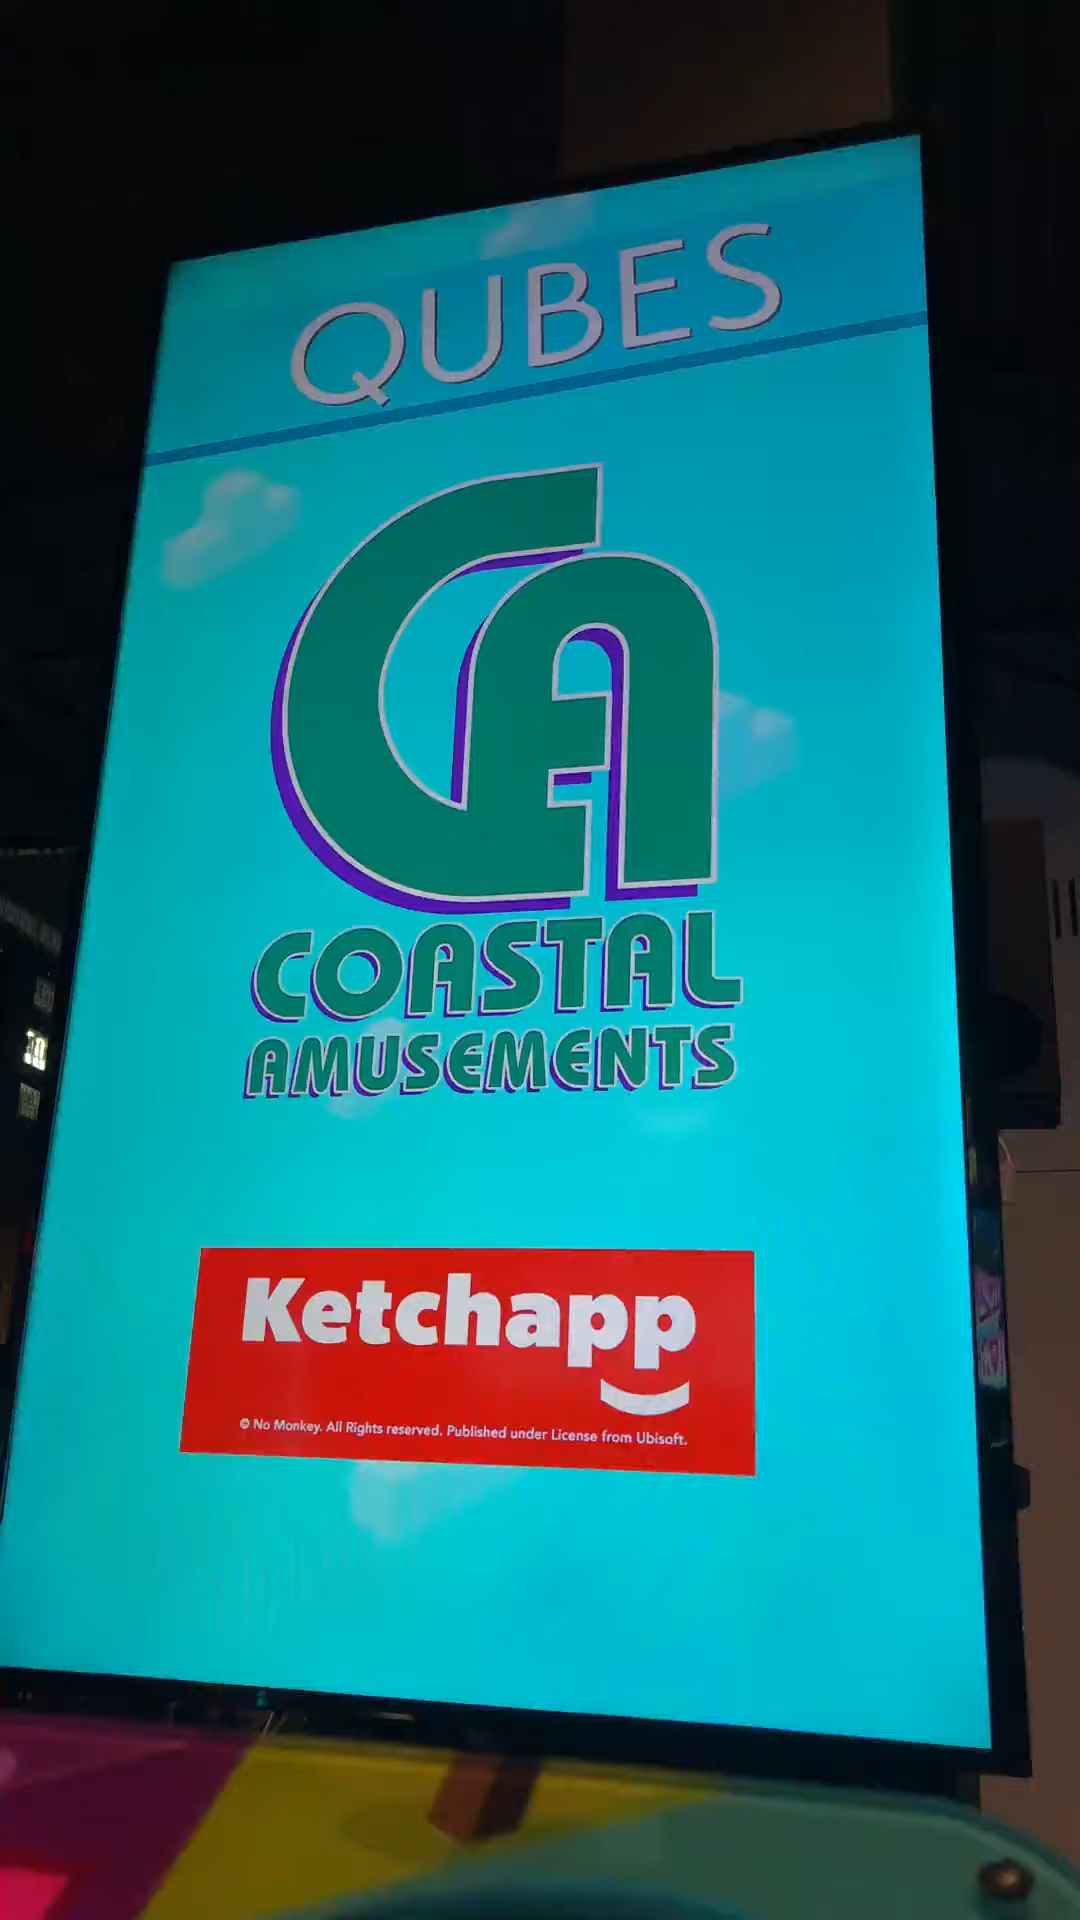 QUBES
CA
COASTAL
AMUSEMENTS
Ketchapp
© No Monkey. All Rights reserved. Published under License from Ubisoft.